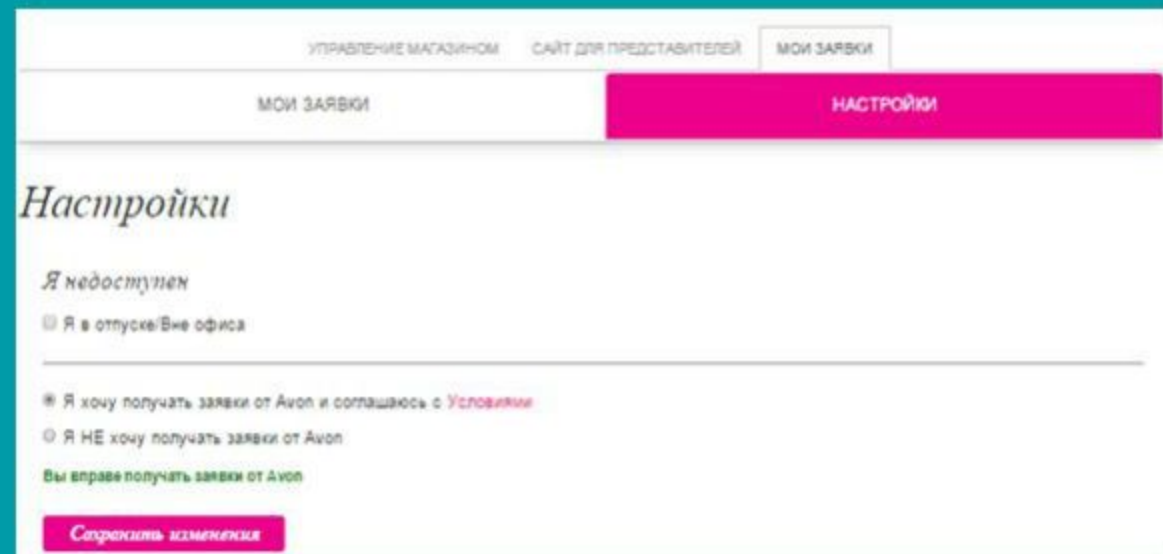 УПРАВЛЕНИЕ МАГАЗИНОМ САЙТ ДЛЯ ПРЕДСТАВИТЕЛЕЙ МОИ ЗАЯВКИ
МОИ ЗАЯВКИ НАСТРОЙКИ
Настройки
Я недоступен
Я в отпуске/Вне офиса
Я хочу получать заявки от Avon и соглашаюсь с Условиями
Я НЕ хочу получать заявки от Avon
Вы вправе получать заявки от Avon
Сохранить изменения